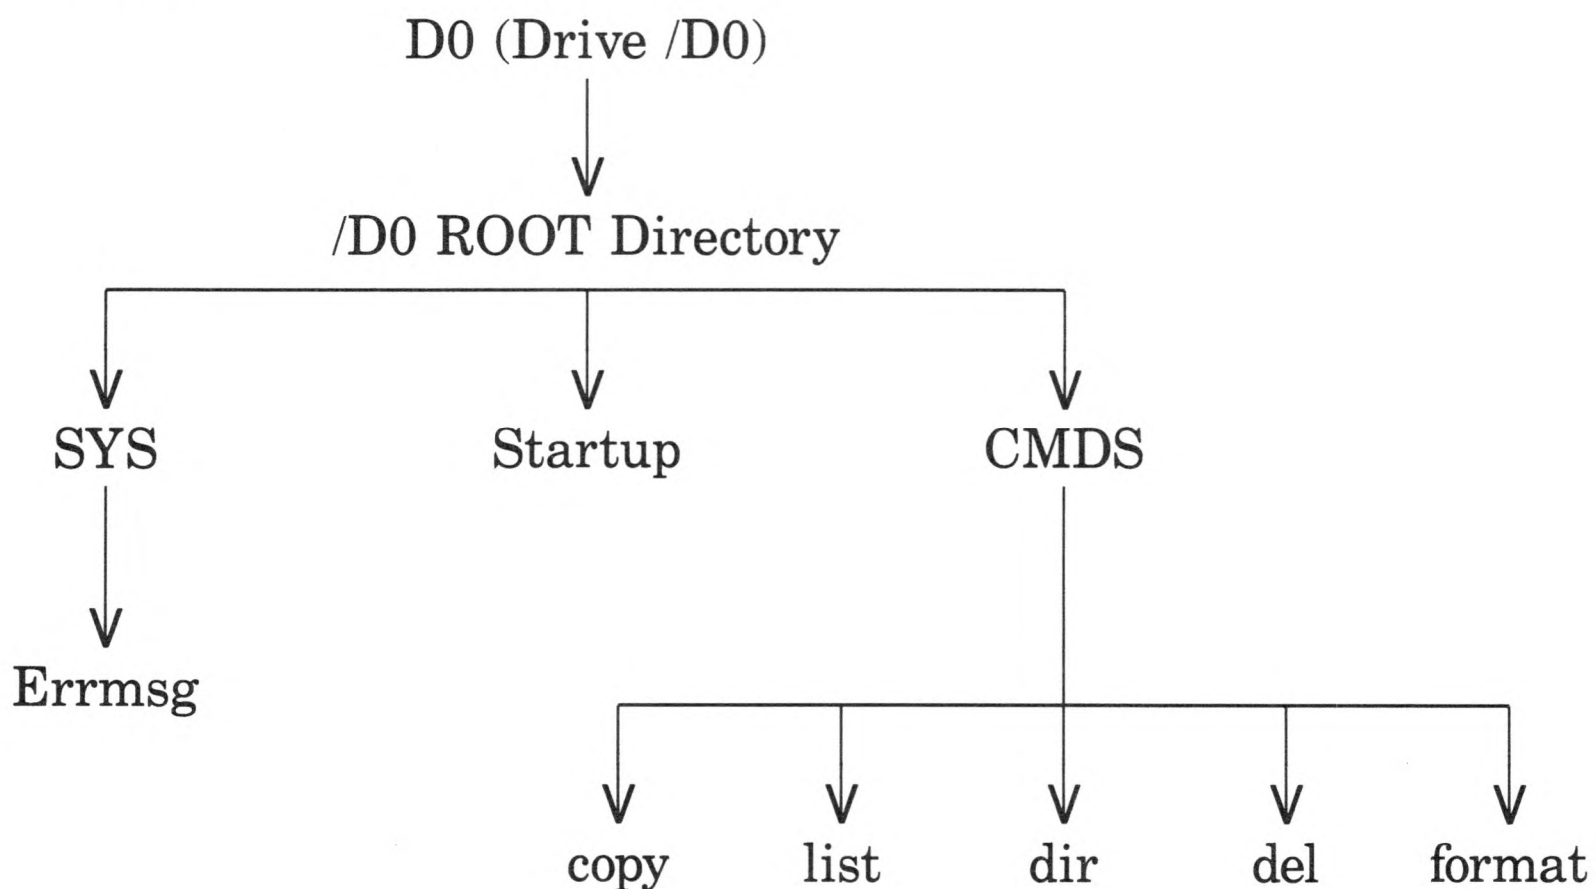 D0 (Drive /D0)
/D0 ROOT Directory
SYS Startup CMDS
Errmsg
copy list dir del format